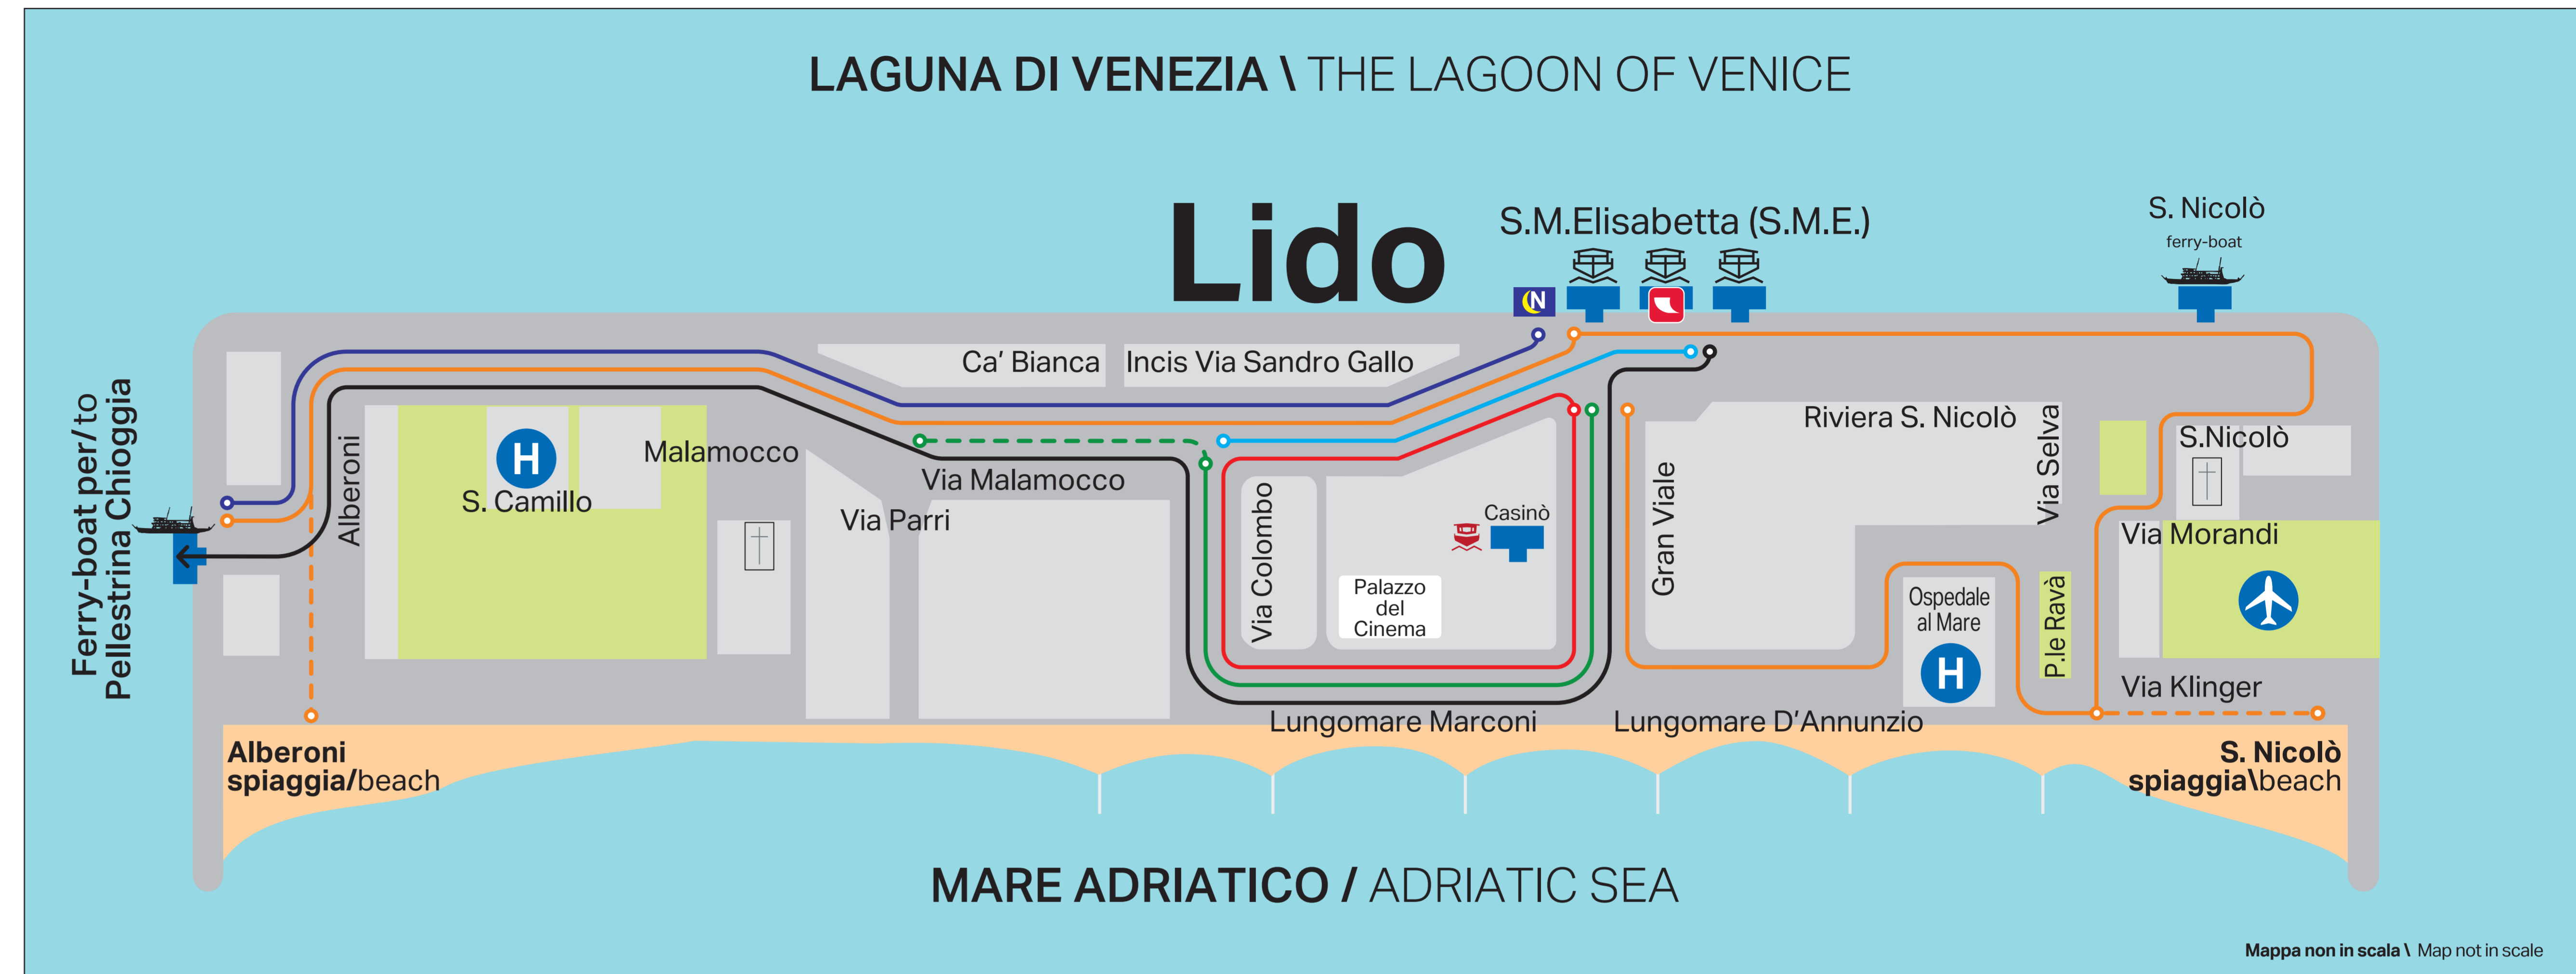 LAGUNA DI VENEZIA \ THE LAGOON OF VENICE
Lido
S.M.Elisabetta (S.M.E.)
S. Nicolò
ferry-boat
N
Ca' Bianca
Incis Via Sandro Gallo
Ferry-boat per/to
Pellestrina Chioggia
Alberoni
H
S. Camillo
Malamocco
Via Malamocco
Via Parri
Via Colombo
Casinò
Palazzo
del
Cinema
Gran Viale
Riviera S. Nicolò
Via Selva
S.Nicolò
Via Morandi
Ospedale
al Mare
H
P.le Ravà
Via Klinger
Lungomare Marconi
Lungomare D'Annunzio
Alberoni
spiaggia/beach
S. Nicolò
spiaggia\beach
MARE ADRIATICO / ADRIATIC SEA
Mappa non in scala \ Map not in scale